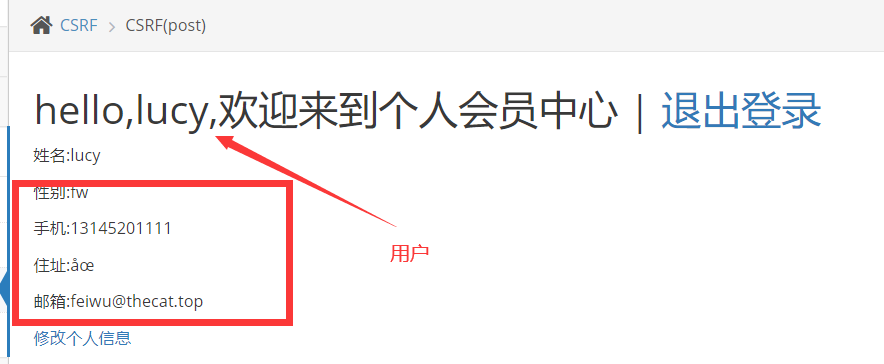 CSRF > CSRF(post)
hello,lucy,欢迎来到个人会员中心 | 退出登录
姓名:lucy
性别:fw
手机:13145201111
用户
住址:åœ
邮箱:feiwu@thecat.top
修改个人信息